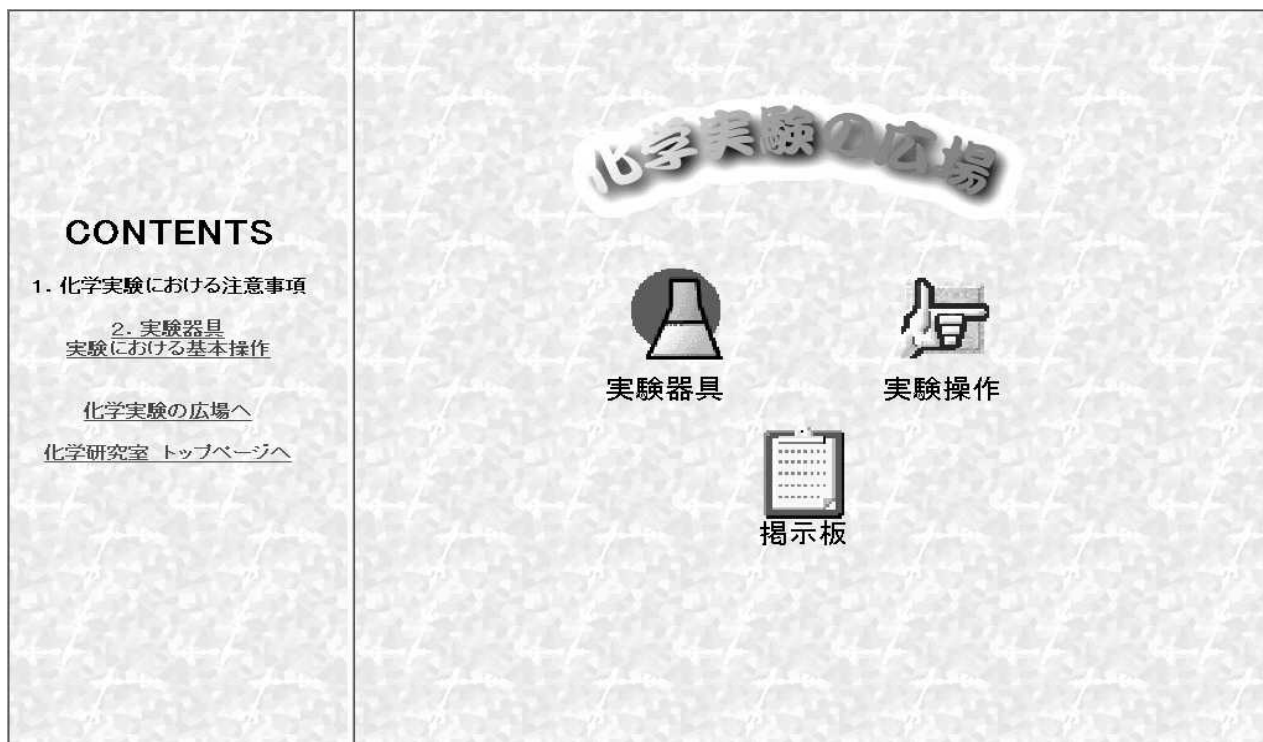 CONTENTS
1. 化学実験における注意事項
2. 実験器具
実験における基本操作
化学実験の広場へ
化学研究室 トップページへ
化学実験の広場
実験器具
実験操作
掲示板